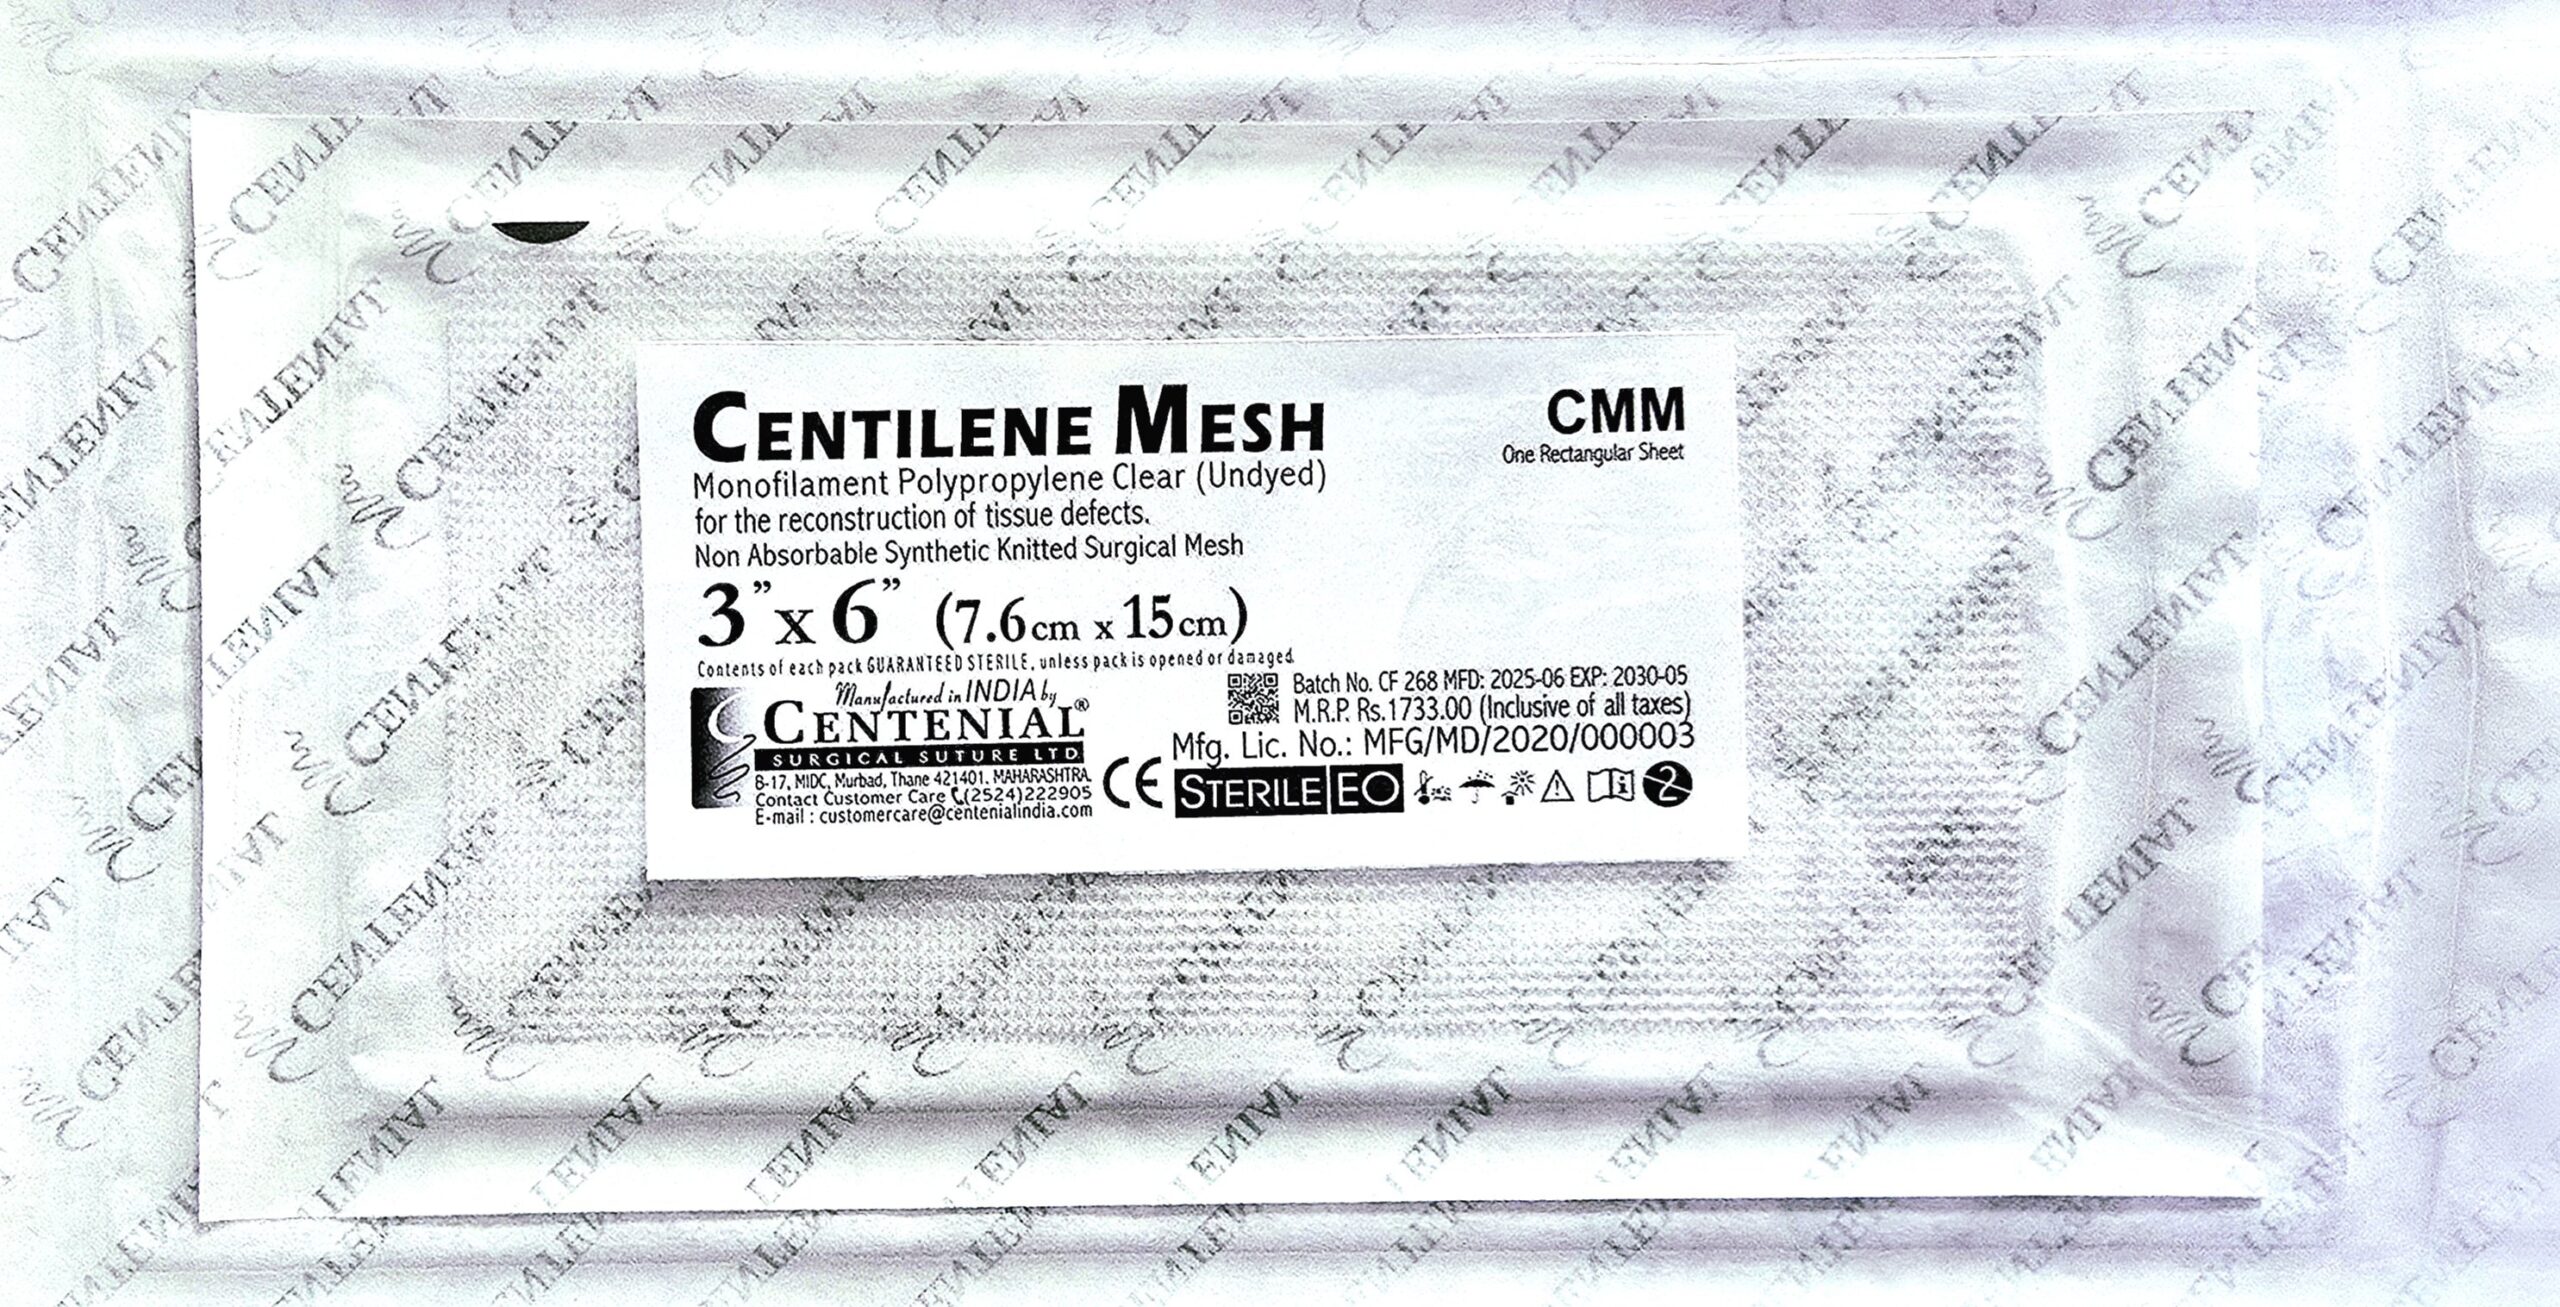 CENTILENE MESH
CMM
One Rectangular Sheet
Monofilament Polypropylene Clear (Undyed)
for the reconstruction of tissue defects.
Non Absorbable Synthetic Knitted Surgical Mesh
3" x 6" (7.6cm x 15cm)
Contents of each pack GUARANTEED STERILE, unless pack is opened or damaged
Manufactured in INDIA by
CENTENIAL®
SURGICAL SUTURE LTD.
B-17, MIDC, Murbad, Thane 421401. MAHARASHTRA.
Contact Customer Care (2524)222905
E-mail : customercare@centenialindia.com
Batch No. CF 268 MFD: 2025-06 EXP: 2030-05
M.R.P. Rs.1733.00 (Inclusive of all taxes)
Mfg. Lic. No.: MFG/MD/2020/000003
CE STERILE EO 2